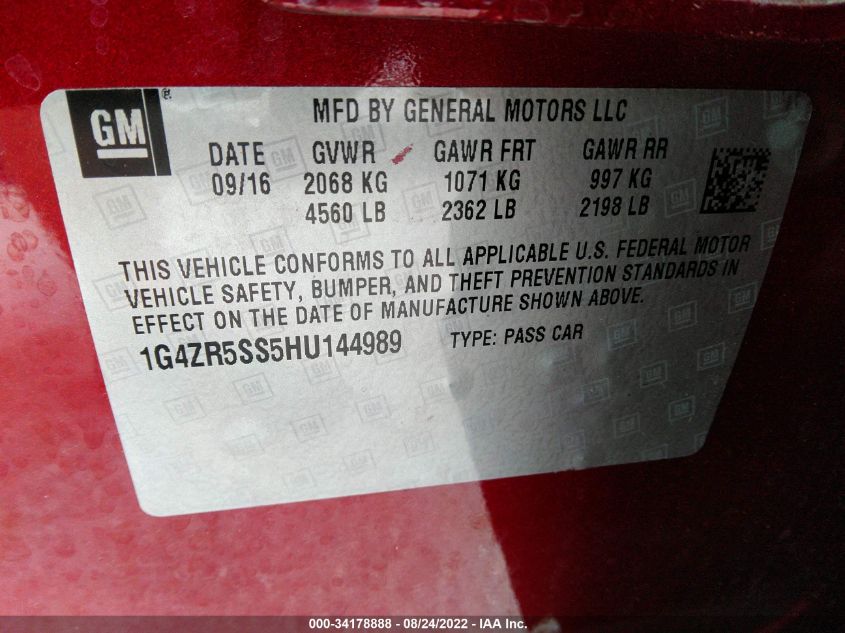 GM ®
MFD BY GENERAL MOTORS LLC
DATE GVWR GAWR FRT GAWR RR
09/16 2068 KG 1071 KG 997 KG
4560 LB 2362 LB 2198 LB
THIS VEHICLE CONFORMS TO ALL APPLICABLE U.S. FEDERAL MOTOR
VEHICLE SAFETY, BUMPER, AND THEFT PREVENTION STANDARDS IN
EFFECT ON THE DATE OF MANUFACTURE SHOWN ABOVE.
1G4ZR5SS5HU144989 TYPE: PASS CAR
000-34178888 - 08/24/2022 - IAA Inc.